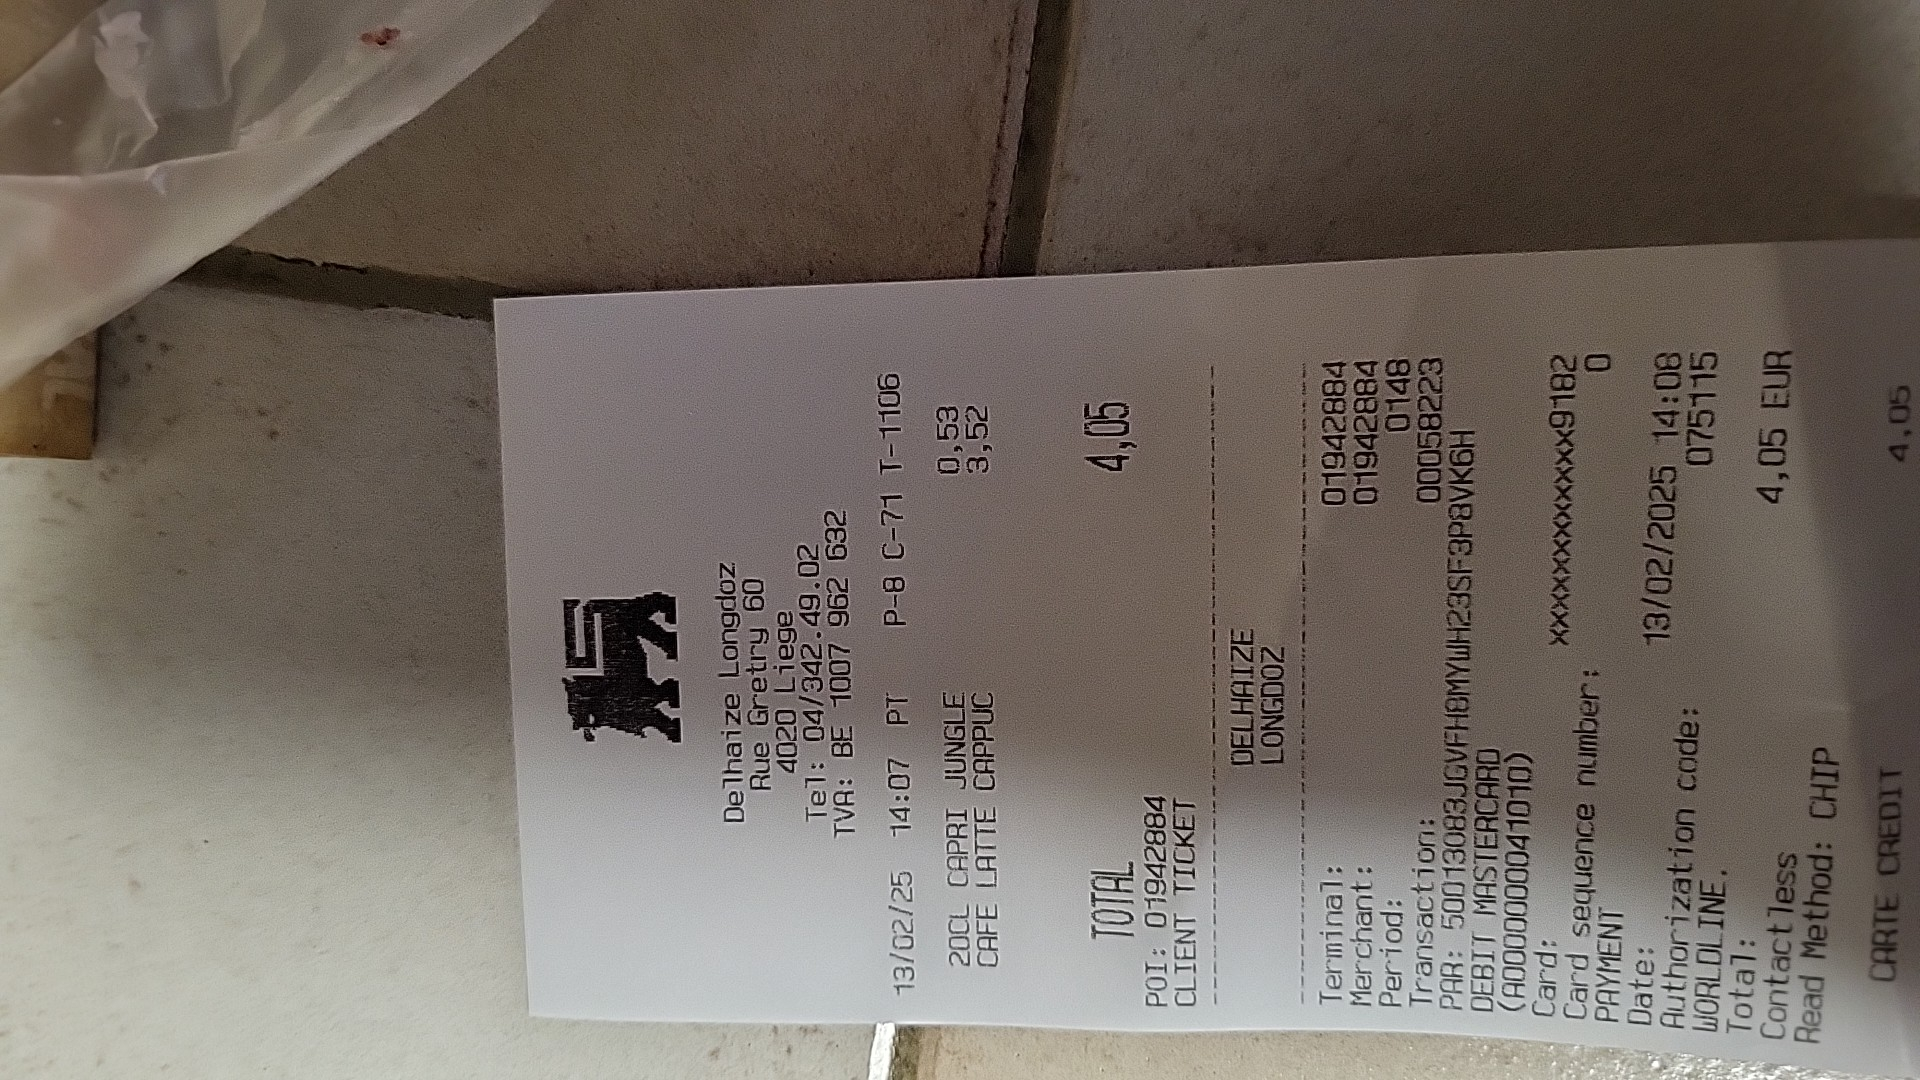 Delhaize Longdoz
Rue Gretry 60
4020 Liege
Tel: 04/342.49.02
TVA: BE 1007 962 632
13/02/25 14:07 PT P-8 C-71 T-1106
20CL CAPRI JUNGLE 0,53
CAFE LATTE CAPPUC 3,52
TOTAL 4,05
POI: 01942884
CLIENT TICKET
DELHAIZE
LONGDOZ
Terminal: 01942884
Merchant: 01942884
Period: 0148
Transaction: 00058223
PAR: 50013O83JGVFH8MYWH23SF3P8VK6H
DEBIT MASTERCARD
(A0000000041010)
Card: xxxxxxxxxxxx9182
Card sequence number: 0
PAYMENT
Date: 13/02/2025 14:08
Authorization code: 075115
WORLDLINE.
Total: 4,05 EUR
Contactless
Read Method: CHIP
CARTE CREDIT 4,05